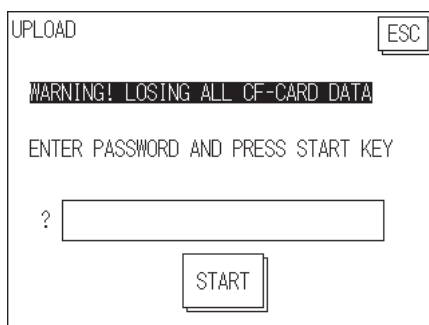 UPLOAD
ESC
WARNING! LOSING ALL CF-CARD DATA
ENTER PASSWORD AND PRESS START KEY
?
START